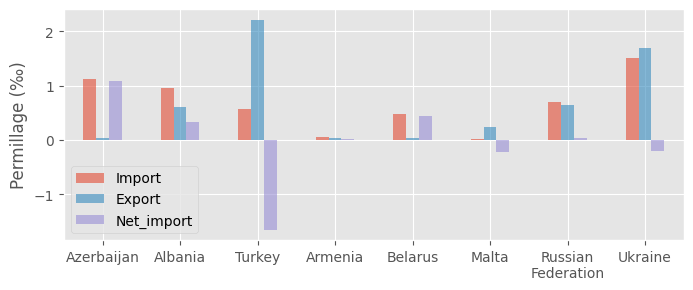 Permillage (‰)
2
1
0
−1
Import
Export
Net_import
Azerbaijan
Albania
Turkey
Armenia
Belarus
Malta
Russian
Federation
Ukraine